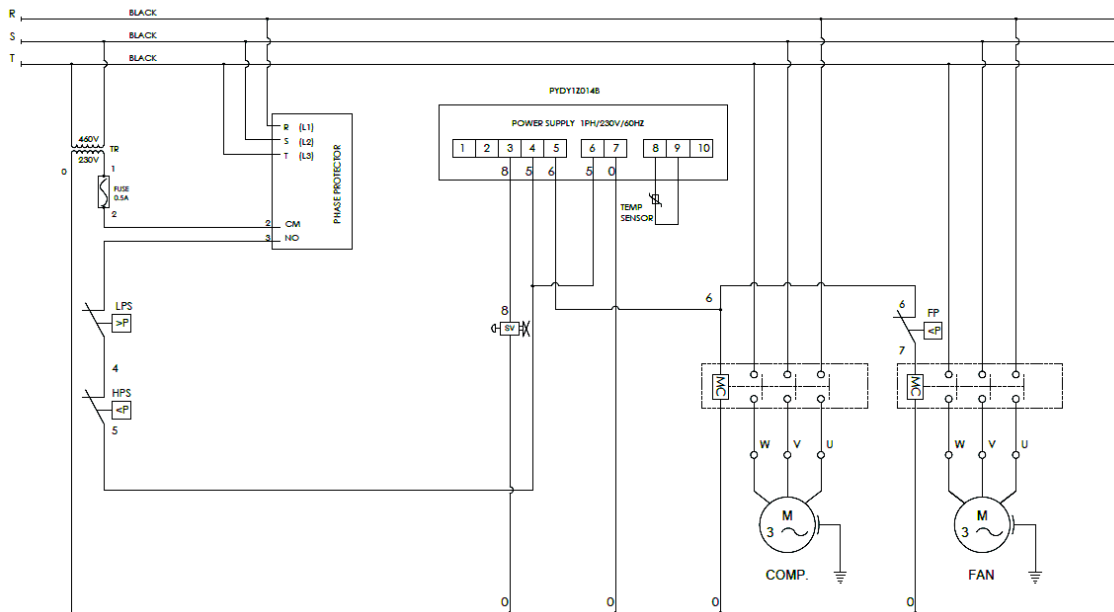 R BLACK
S BLACK
T BLACK
PYDY1Z014B
POWER SUPPLY 1PH/230V/60HZ
1 2 3 4 5 6 7 8 9 10
8 5 6 5 0
TEMP
SENSOR
460V
230V
TR
0
1
FUSE
0.5A
2
R (L1)
S (L2)
T (L3)
PHASE PROTECTOR
2 CM
3 NO
LPS
>P
4
HPS
<P
5
8
SV
6
6
FP
<P
7
MC
MC
W V U
W V U
M
3
COMP.
M
3
FAN
0
0
0
0